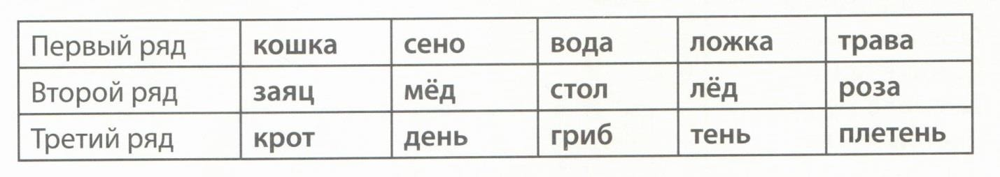 Первый ряд кошка сено вода ложка трава
Второй ряд заяц мёд стол лёд роза
Третий ряд крот день гриб тень плетень